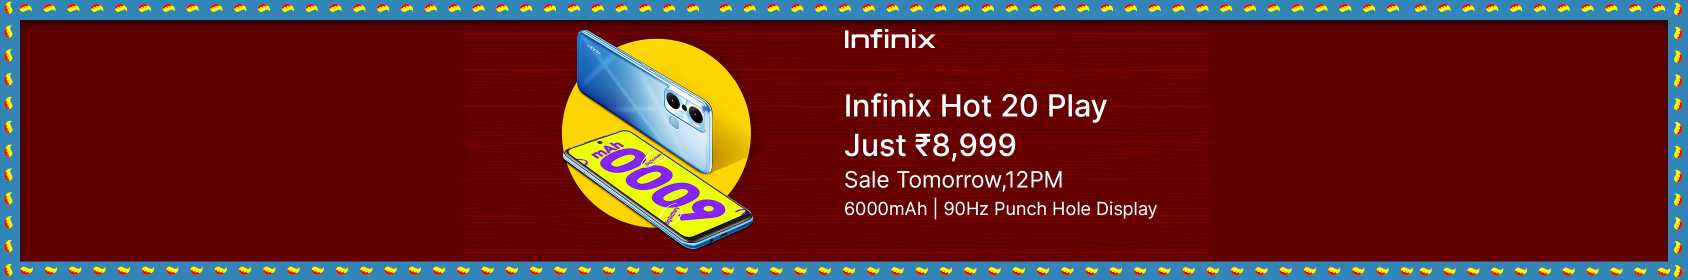 Infinix
Infinix Hot 20 Play
Just ₹8,999
Sale Tomorrow,12PM
6000mAh | 90Hz Punch Hole Display
6000
mAh